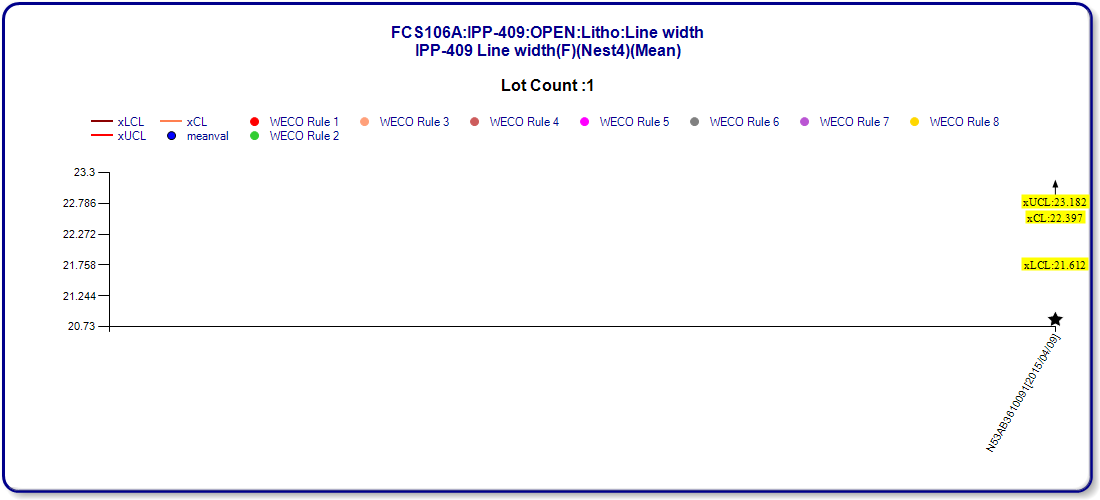 FCS106A:IPP-409:OPEN:Litho:Line width
IPP-409 Line width(F)(Nest4)(Mean)
Lot Count :1
xLCL xCL WECO Rule 1 WECO Rule 3 WECO Rule 4 WECO Rule 5 WECO Rule 6 WECO Rule 7 WECO Rule 8
xUCL meanval WECO Rule 2
23.3
22.786
22.272
21.758
21.244
20.73
xUCL:23.182
xCL:22.397
xLCL:21.612
N53AB3610091[2015/04/09]